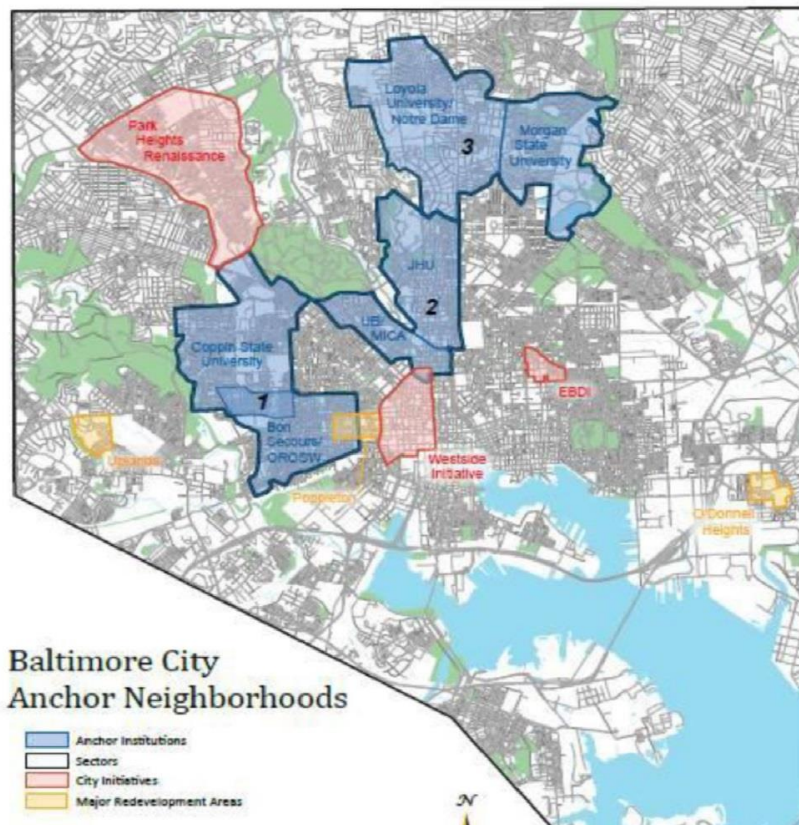 Park
Heights
Renaissance
Loyola
University/
Notre Dame
3
Morgan
State
University
JHU
2
UB/
MICA
Coppin State
University
1
Bon
Secours/
OROSW
EBDI
Westside
Initiative
Uplands
Poppleton
O'Donnell
Heights
Baltimore City
Anchor Neighborhoods
Anchor Institutions
Sectors
City Initiatives
Major Redevelopment Areas
N